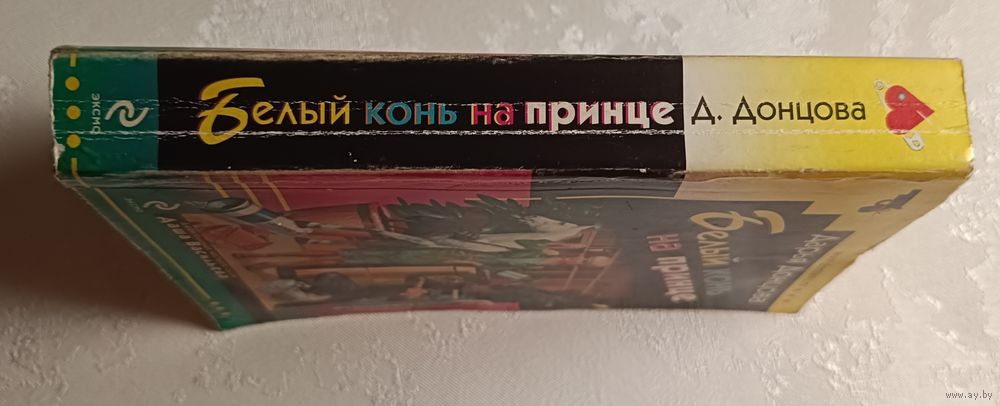 эксмо
Белый конь на принце
Д. Донцова
на принце
Белый конь
www.ay.by